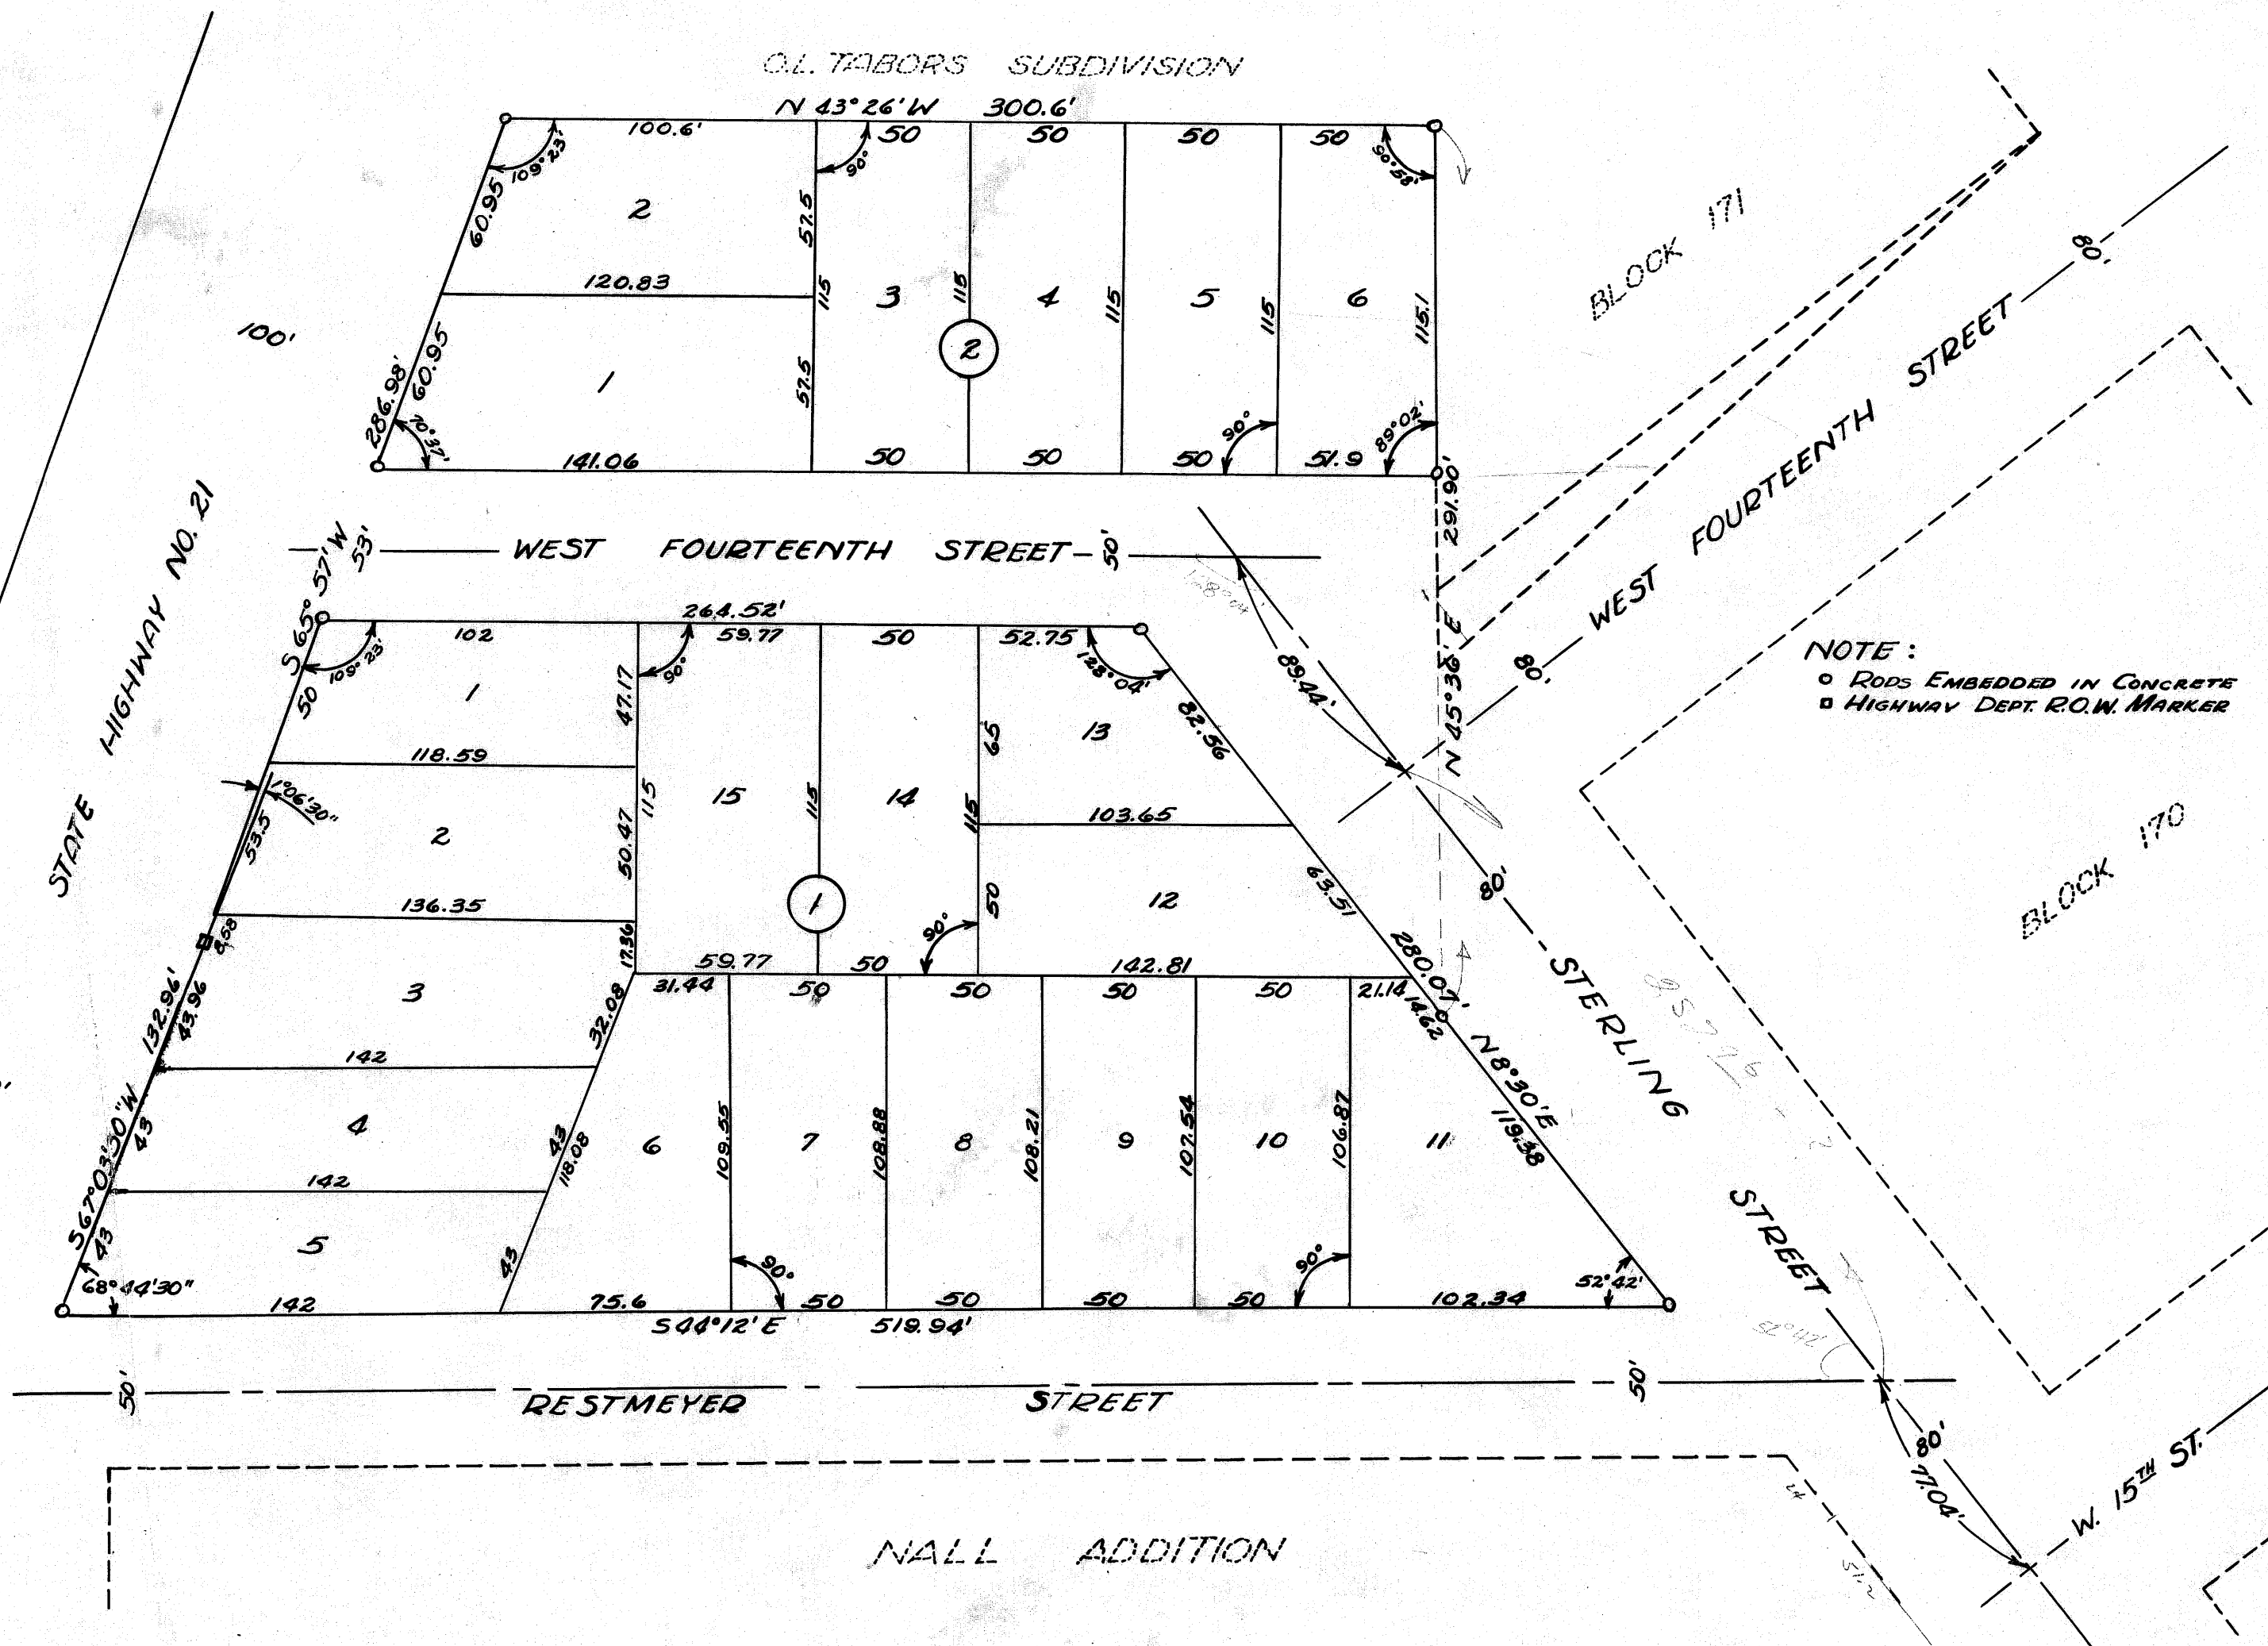 O.L. TABORS SUBDIVISION
N 43°26' W 300.6'
100.6' 50 50 50 50
109°23' 90° 90°58'
60.95 2 57.5
120.83
115 3 115 4 115 5 115 6 115.1
2
60.95 1 57.5
286.98'
70°37' 90° 89°02'
141.06 50 50 50 51.9
100'
BLOCK 171
STATE HIGHWAY NO. 21
S 65°57' W
53'
WEST FOURTEENTH STREET 50'
291.90'
N 45°36' E
WEST FOURTEENTH STREET
80'
80'
89.44'
264.52'
102 59.77 50 52.75
109°23' 90° 128°04'
50 1 47.17
118.59
1°06'30"
53.5 2 50.47 115
136.35
15 115 14 115
1
65 13 82.56
103.65
50 12 63.51
90°
59.77 50 142.81
17.36
8.58
132.96'
43.96 3 32.08
142
43 4 43
118.08
142
S 67°03'30" W
43 5 43
68°44'30"
31.44 50 50 50 50 21.14
14.62
280.07'
N 8°30' E
119.38
6 109.55 7 108.88 8 108.21 9 107.54 10 106.87 11
90° 90° 52°42'
142 75.6 50 50 50 50 102.34
S 44°12' E 519.94'
NOTE:
RODS EMBEDDED IN CONCRETE
HIGHWAY DEPT. R.O.W. MARKER
BLOCK 170
80'
STERLING STREET
52°42'
50' 50'
RESTMEYER STREET
80'
77.04'
W. 15TH ST.
NALL ADDITION